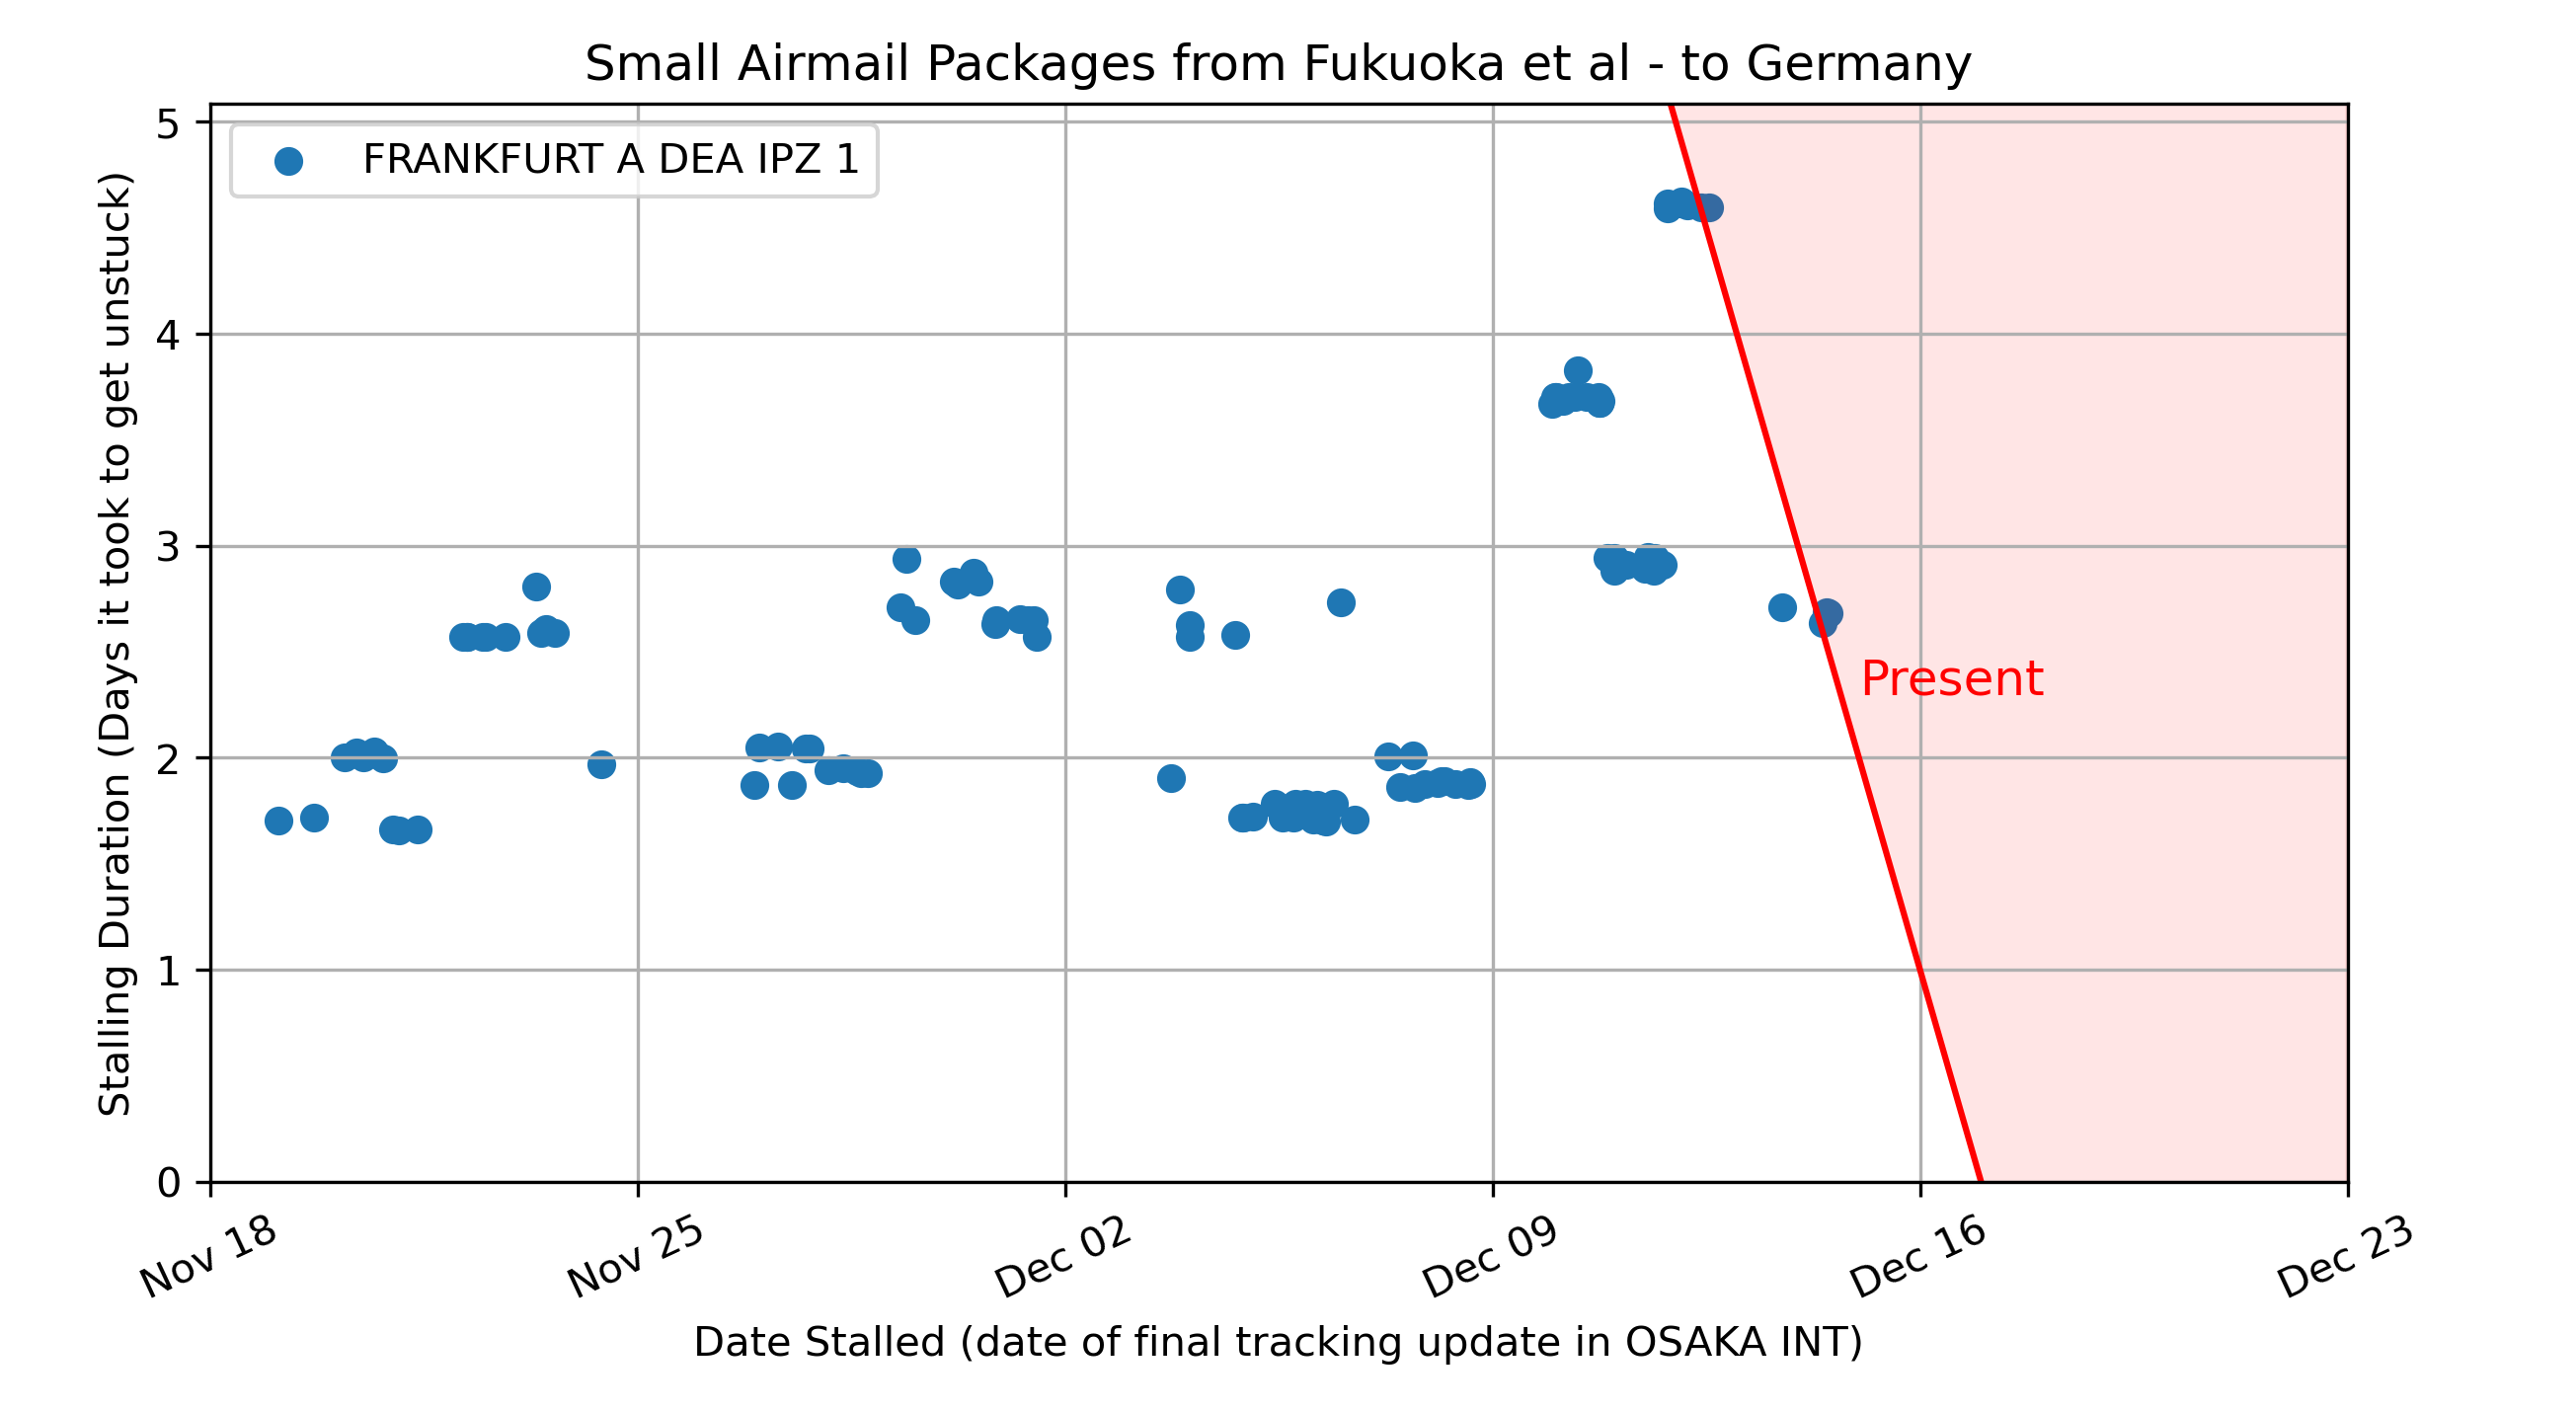 Small Airmail Packages from Fukuoka et al - to Germany
FRANKFURT A DEA IPZ 1
Stalling Duration (Days it took to get unstuck)
5
4
3
2
1
0
Present
Nov 18
Nov 25
Dec 02
Dec 09
Dec 16
Dec 23
Date Stalled (date of final tracking update in OSAKA INT)